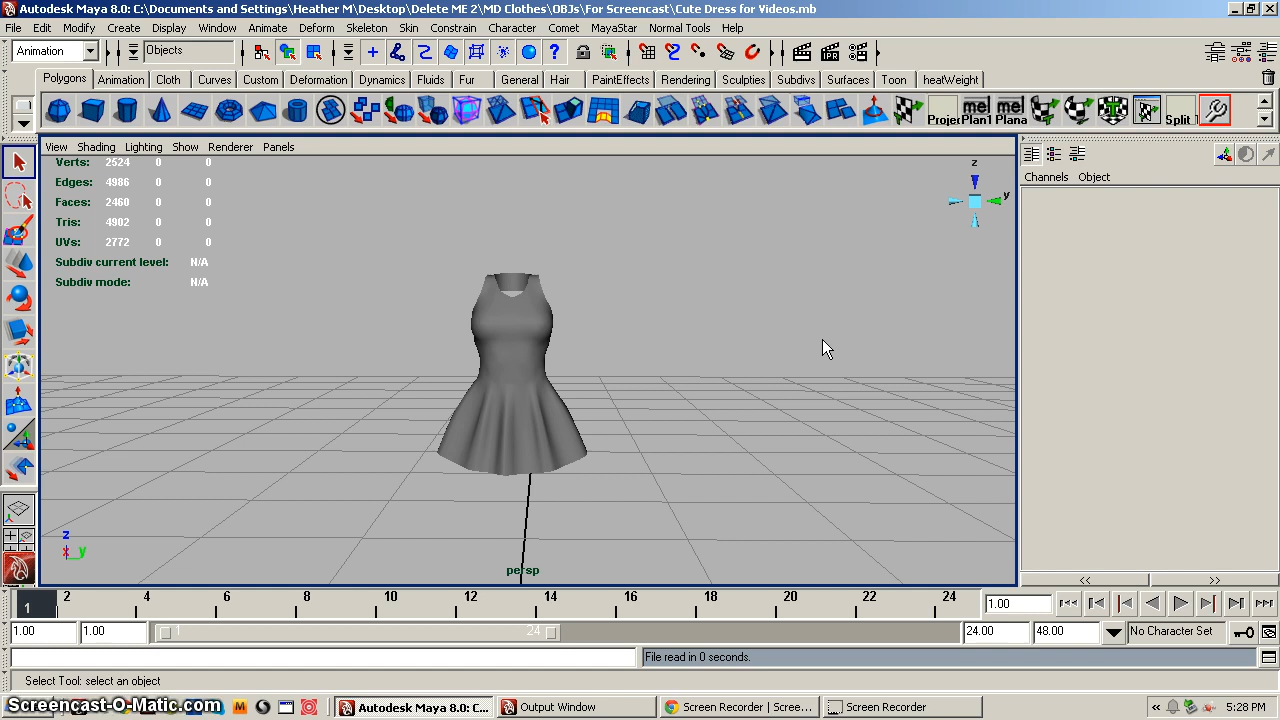 Autodesk Maya 8.0: C:\Documents and Settings\Heather M\Desktop\Delete ME 2\MD Clothes\OBJs\For Screencast\Cute Dress for Videos.mb
File Edit Modify Create Display Window Animate Deform Skeleton Skin Constrain Character Comet MayaStar Normal Tools Help
Animation Objects IPR
Polygons Animation Cloth Curves Custom Deformation Dynamics Fluids Fur General Hair PaintEffects Rendering Sculpties Subdivs Surfaces Toon heatWeight
mel mel
Projec Plan1 Plana Split
View Shading Lighting Show Renderer Panels
Channels Object
Verts: 2524 0 0
Edges: 4986 0 0
Faces: 2460 0 0
Tris: 4902 0 0
UVs: 2772 0 0
Subdiv current level: N/A
Subdiv mode: N/A
z
y
z
x y
persp
<< >>
1 2 4 6 8 10 12 14 16 18 20 22 24 1.00
1.00 1.00 1 24 24.00 48.00 No Character Set
File read in 0 seconds.
Select Tool: select an object
Screencast-O-Matic.com Autodesk Maya 8.0: C... Output Window Screen Recorder | Scree... Screen Recorder « 5:28 PM